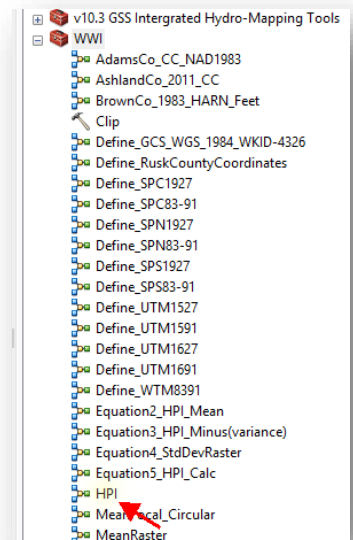 v10.3 GSS Intergrated Hydro-Mapping Tools
WWI
AdamsCo_CC_NAD1983
AshlandCo_2011_CC
BrownCo_1983_HARN_Feet
Clip
Define_GCS_WGS_1984_WKID-4326
Define_RuskCountyCoordinates
Define_SPC1927
Define_SPC83-91
Define_SPN1927
Define_SPN83-91
Define_SPS1927
Define_SPS83-91
Define_UTM1527
Define_UTM1591
Define_UTM1627
Define_UTM1691
Define_WTM8391
Equation2_HPI_Mean
Equation3_HPI_Minus(variance)
Equation4_StdDevRaster
Equation5_HPI_Calc
HPI
MeanFocal_Circular
MeanRaster